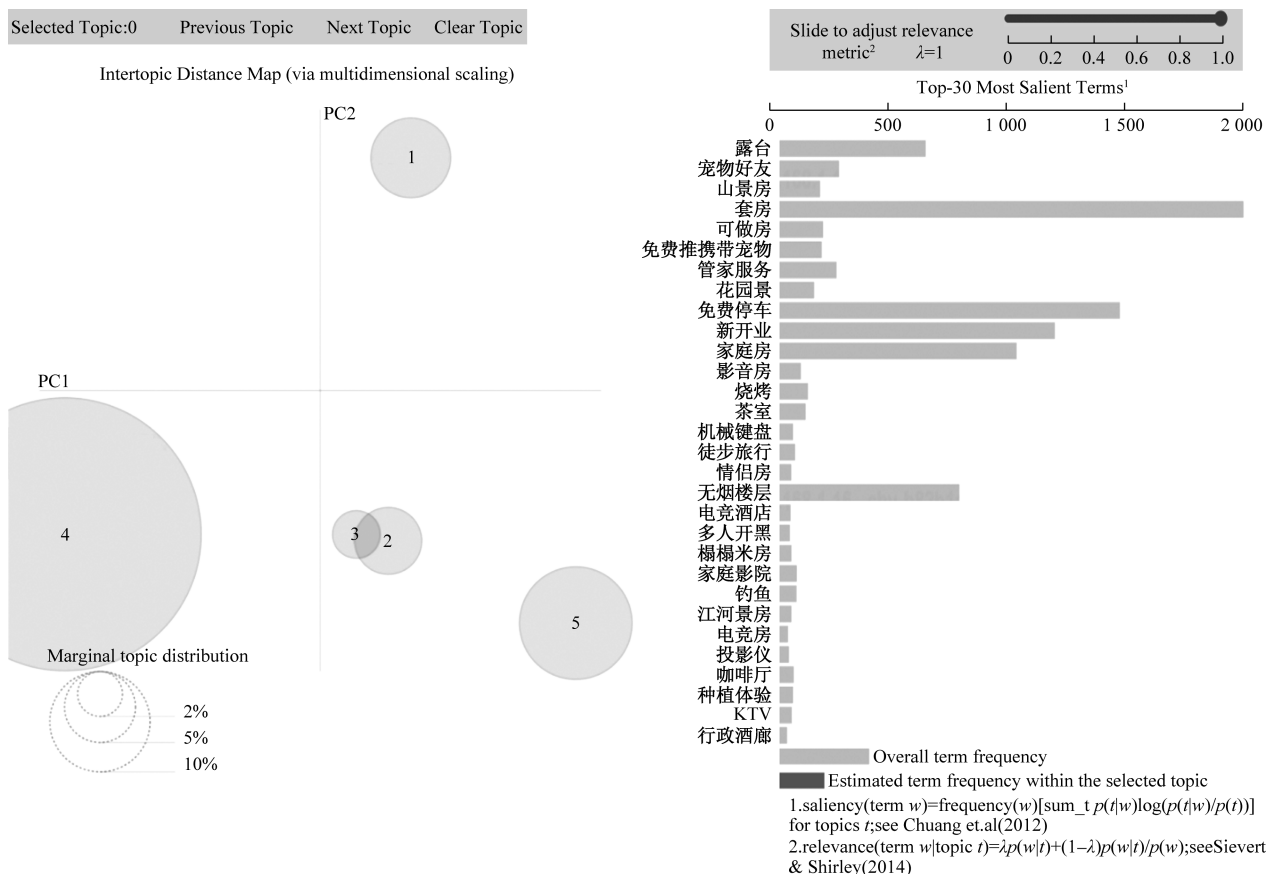 Selected Topic:0 Previous Topic Next Topic Clear Topic
Intertopic Distance Map (via multidimensional scaling)
PC2
1
PC1
4
3
2
5
Marginal topic distribution
2%
5%
10%
Slide to adjust relevance
metric² λ=1
0 0.2 0.4 0.6 0.8 1.0
Top-30 Most Salient Terms¹
0 500 1 000 1 500 2 000
露台
宠物好友
山景房
套房
可做房
免费推携带宠物
管家服务
花园景
免费停车
新开业
家庭房
影音房
烧烤
茶室
机械键盘
徒步旅行
情侣房
无烟楼层
电竞酒店
多人开黑
榻榻米房
家庭影院
钓鱼
江河景房
电竞房
投影仪
咖啡厅
种植体验
KTV
行政酒廊
Overall term frequency
Estimated term frequency within the selected topic
1.saliency(term w)=frequency(w)[sum_t p(t|w)log(p(t|w)/p(t))]
for topics t;see Chuang et.al(2012)
2.relevance(term w|topic t)=λp(w|t)+(1–λ)p(w|t)/p(w);seeSievert
& Shirley(2014)